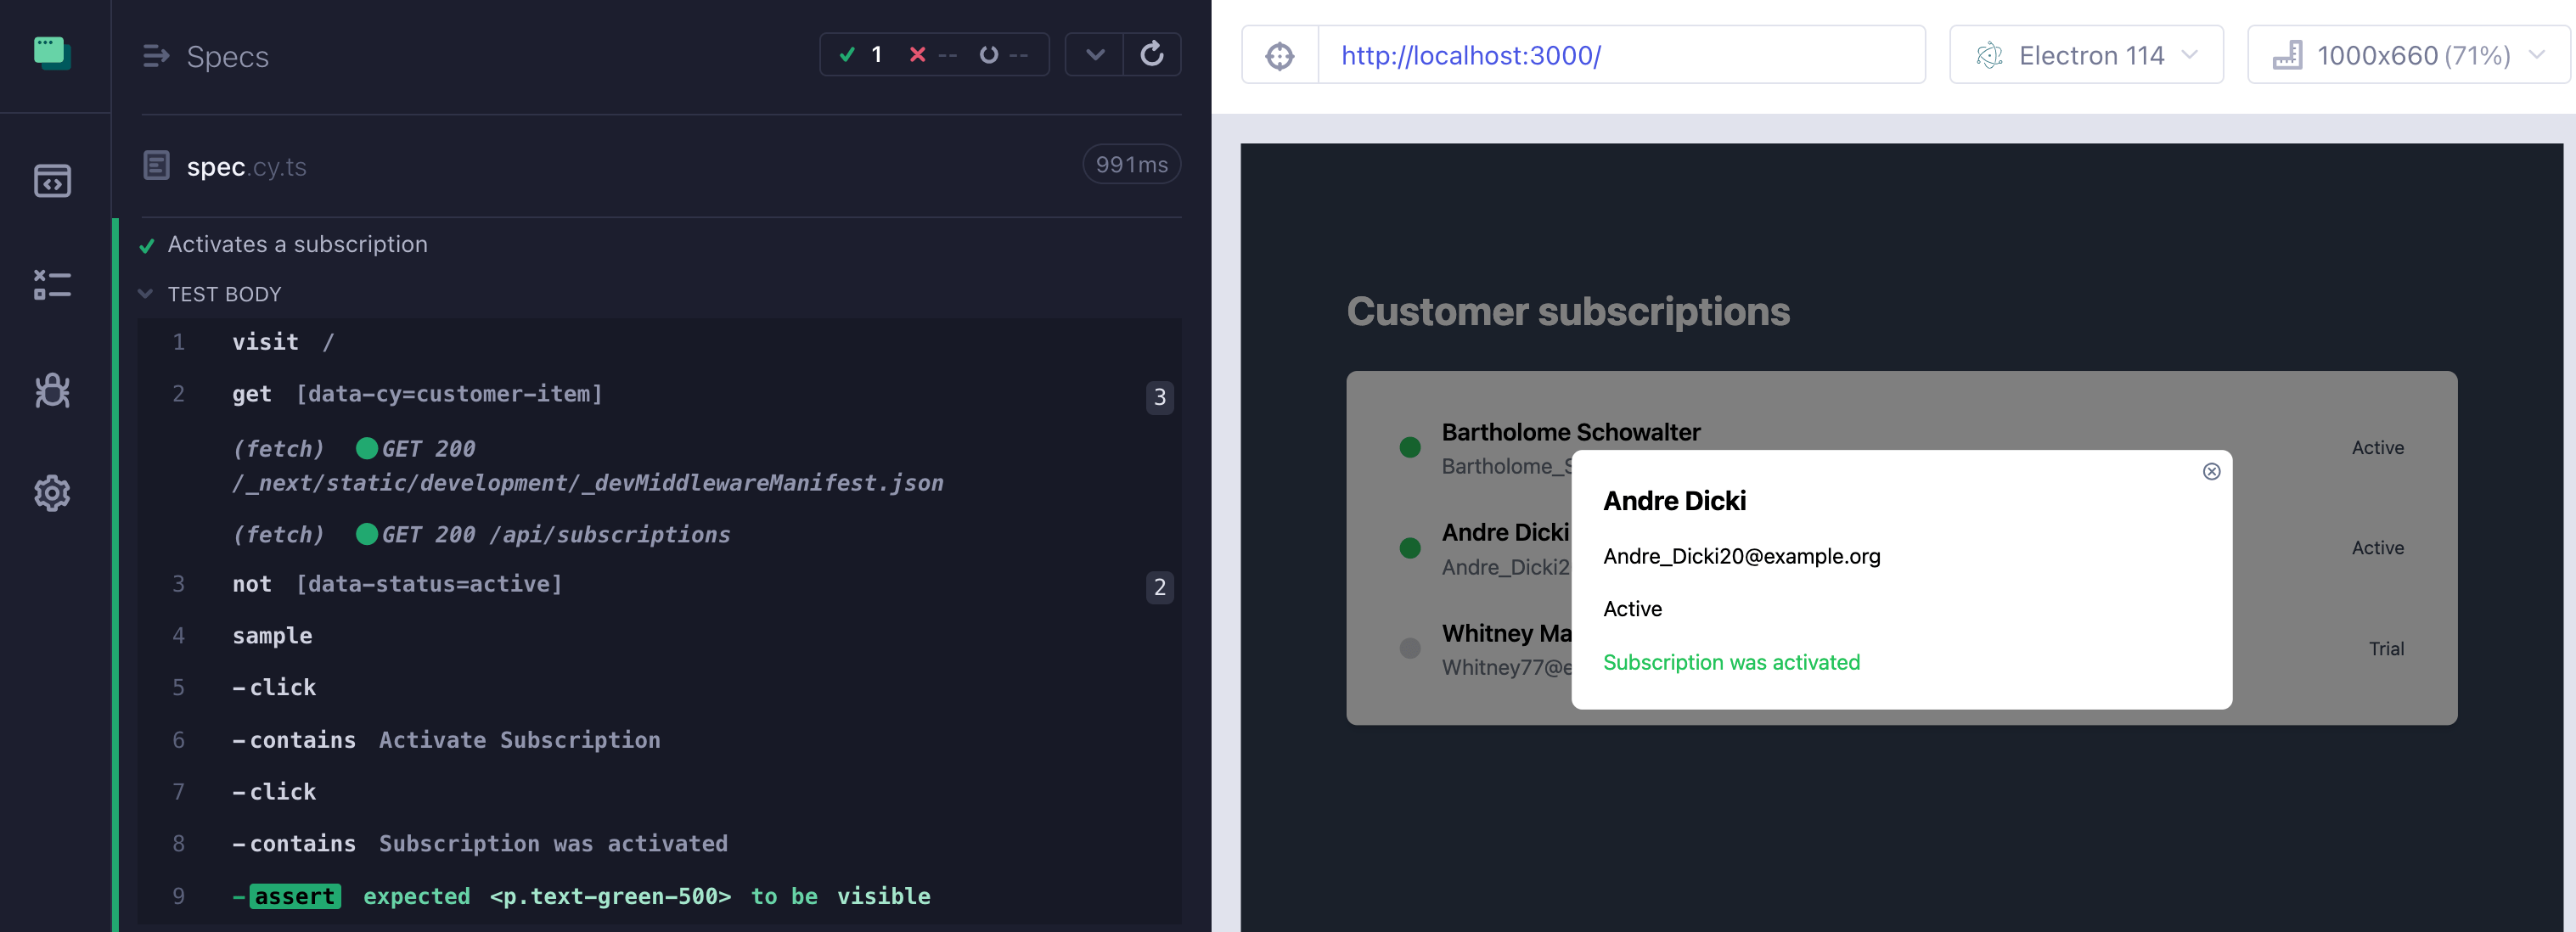 Specs
1 -- --
spec.cy.ts
991ms
Activates a subscription
TEST BODY
1 visit /
2 get [data-cy=customer-item] 3
(fetch) GET 200
/_next/static/development/_devMiddlewareManifest.json
(fetch) GET 200 /api/subscriptions
3 not [data-status=active] 2
4 sample
5 -click
6 -contains Activate Subscription
7 -click
8 -contains Subscription was activated
9 -assert expected <p.text-green-500> to be visible
http://localhost:3000/
Electron 114
1000x660 (71%)
Customer subscriptions
Bartholome Schowalter
Bartholome_S
Active
Andre Dicki
Andre_Dicki2
Active
Whitney Ma
Whitney77@e
Trial
Andre Dicki
Andre_Dicki20@example.org
Active
Subscription was activated